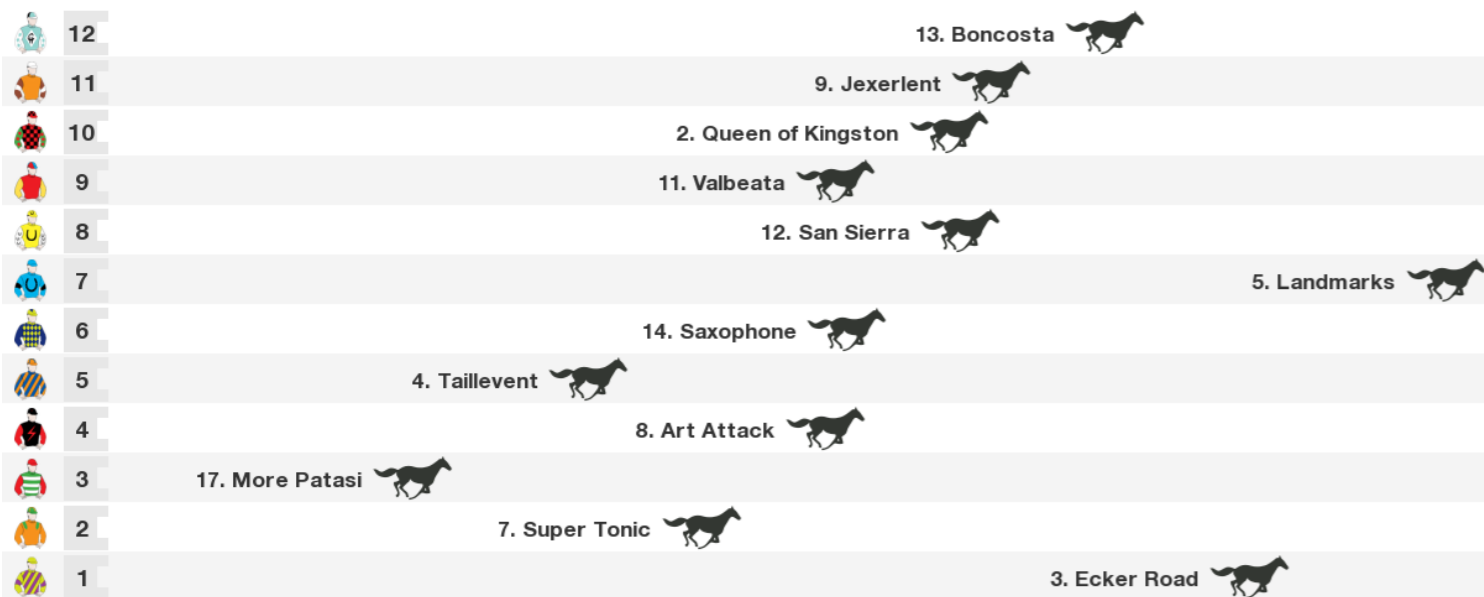 12 13. Boncosta
11 9. Jexerlent
10 2. Queen of Kingston
9 11. Valbeata
8 12. San Sierra
7 5. Landmarks
6 14. Saxophone
5 4. Taillevent
4 8. Art Attack
3 17. More Patasi
2 7. Super Tonic
1 3. Ecker Road